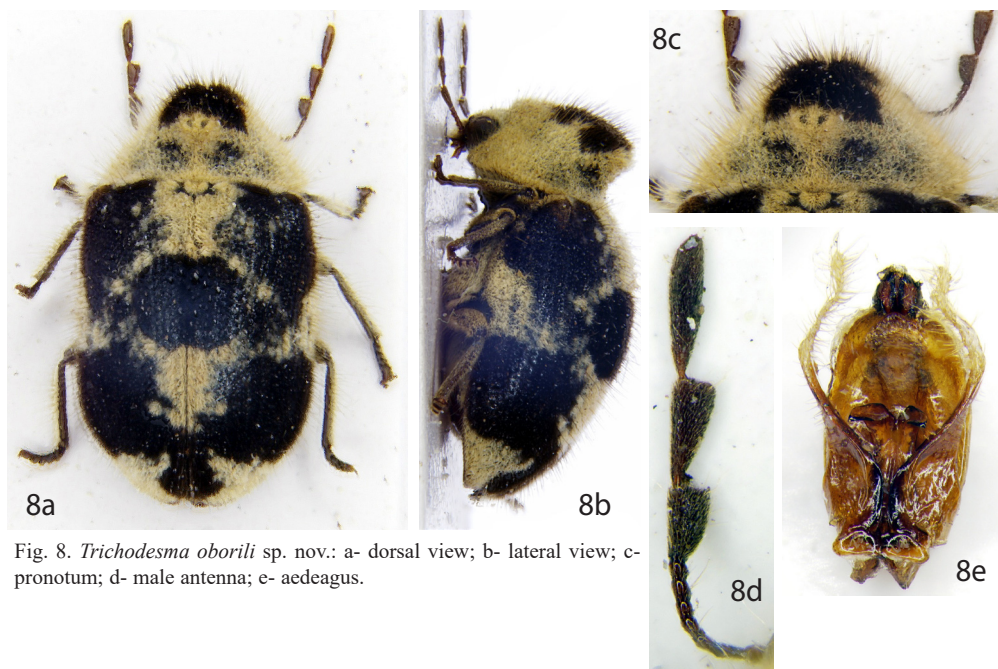 8a
8b
8c
8d
8e
Fig. 8. Trichodesma oborili sp. nov.: a- dorsal view; b- lateral view; c-
pronotum; d- male antenna; e- aedeagus.